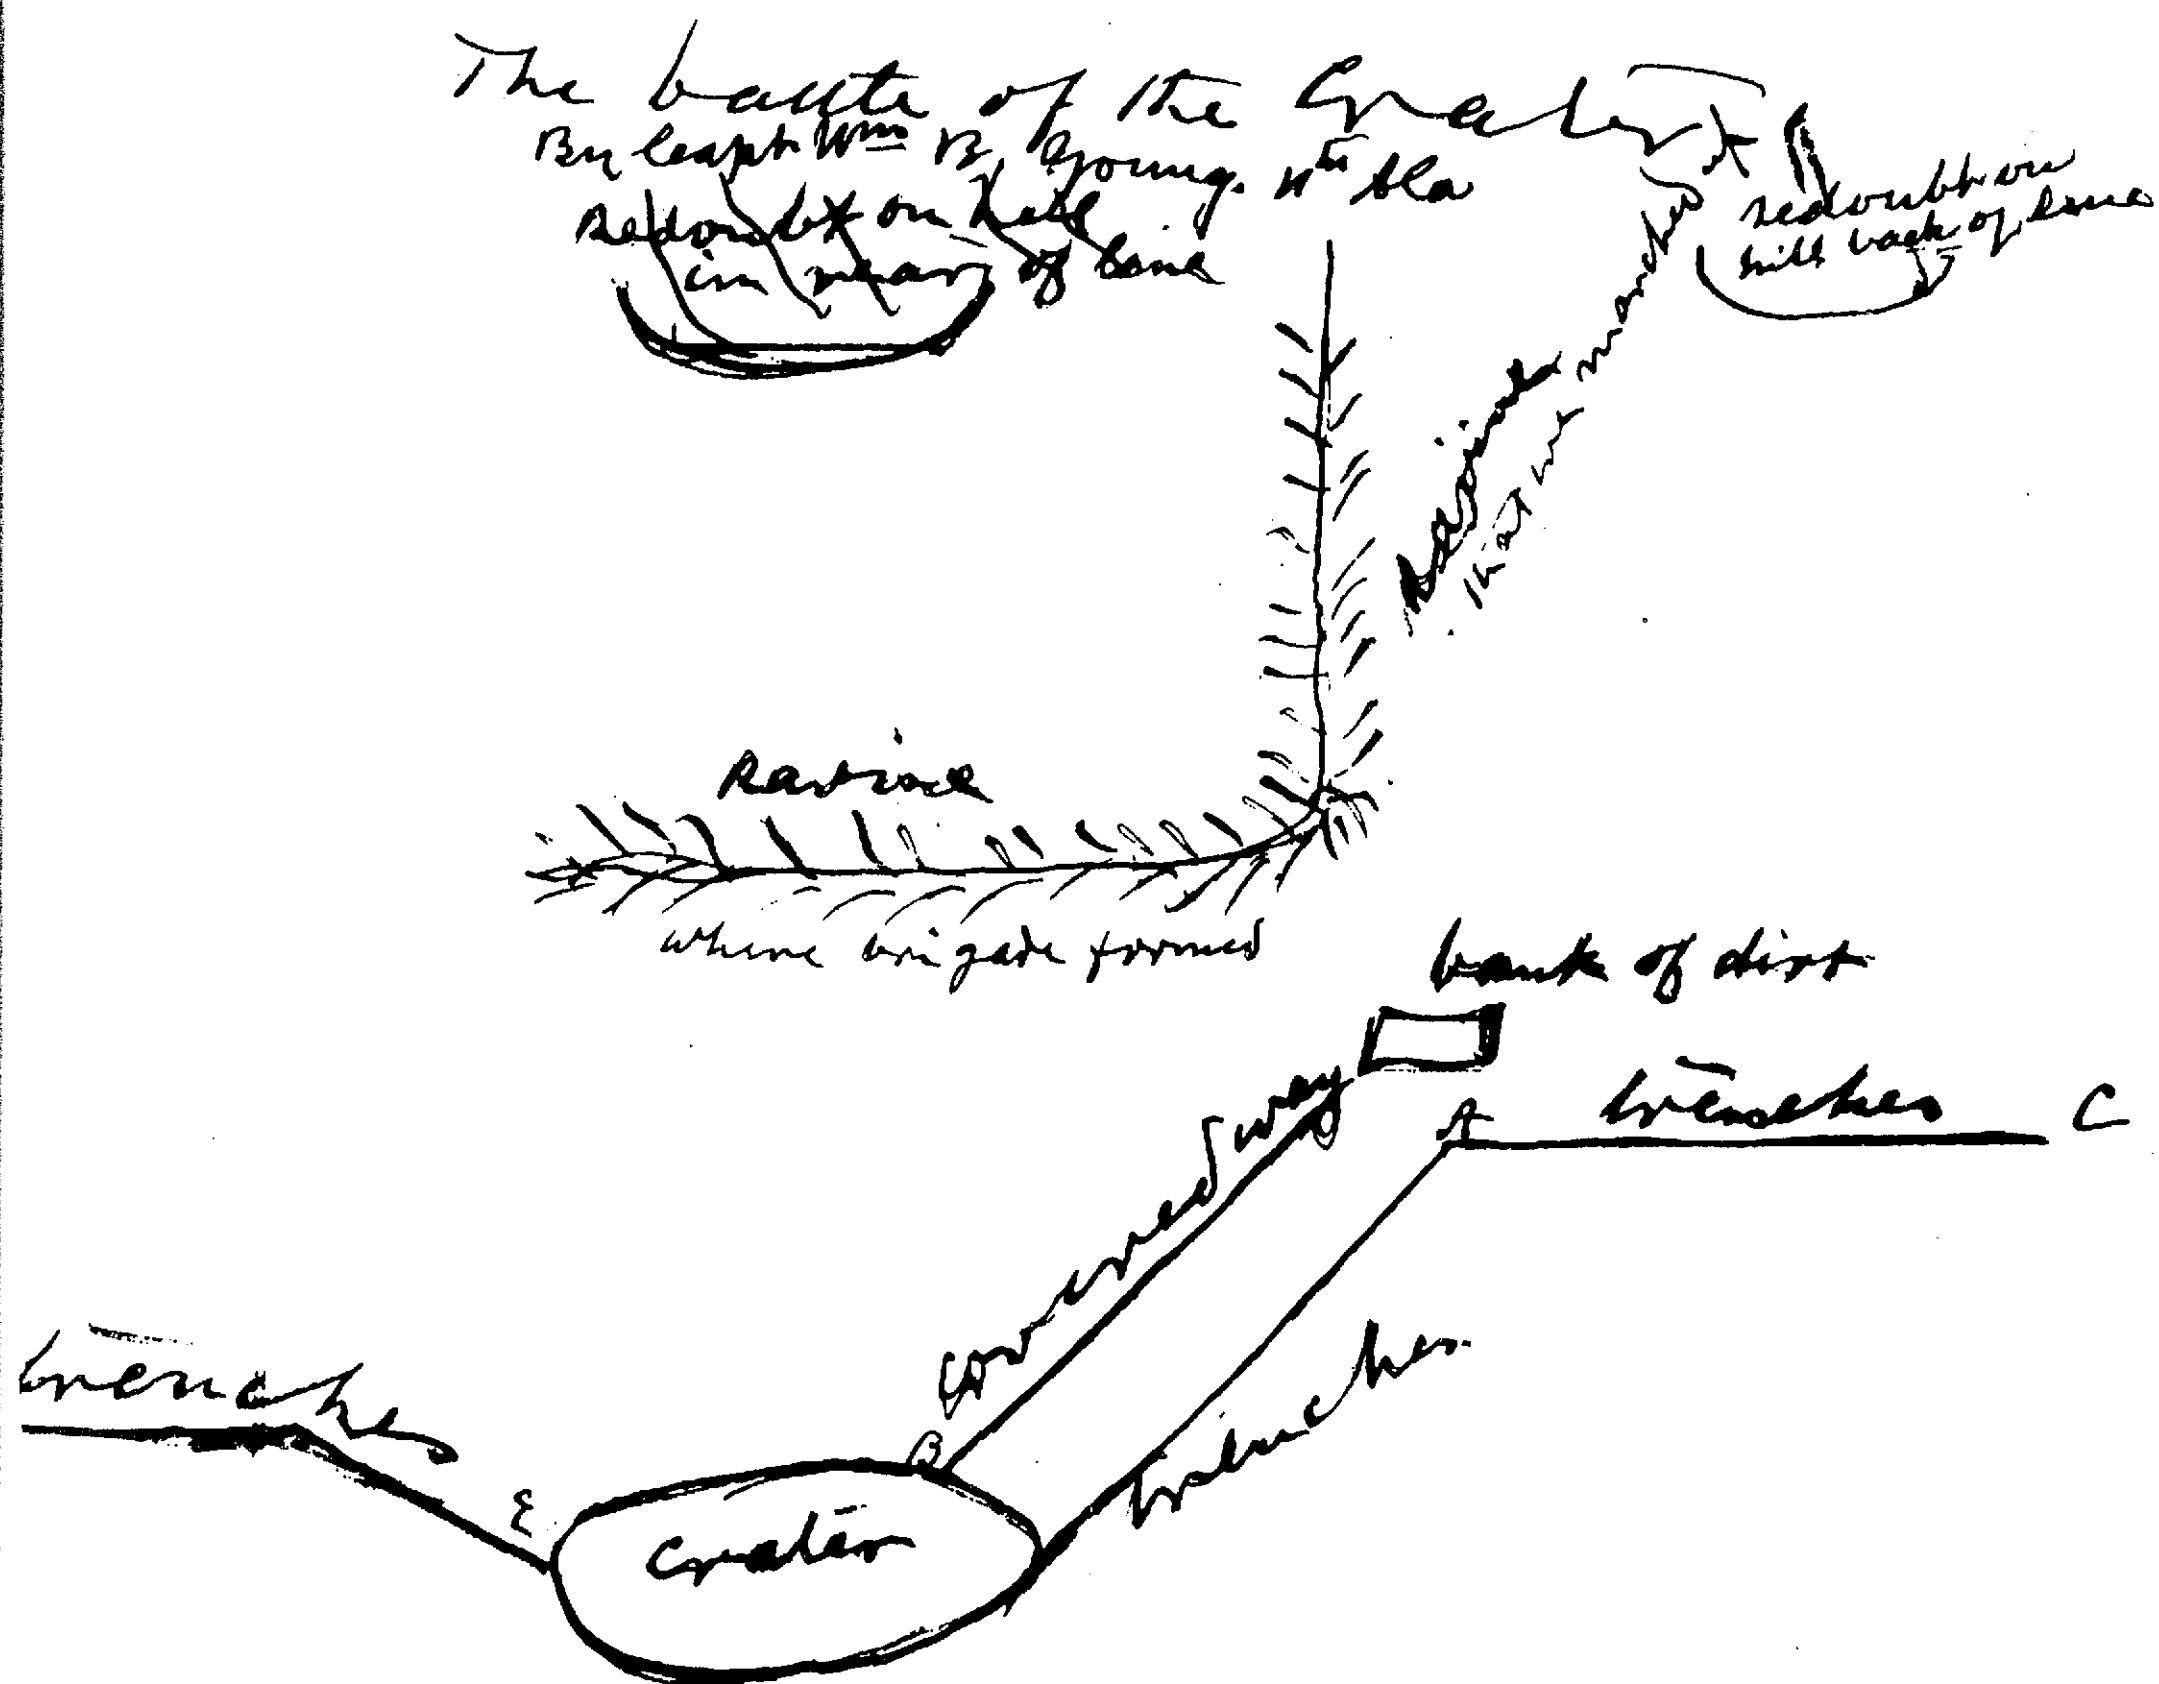 The battle of the Crater
By Capt Wm B. Young. 11th Ala
Redoubt on hill
in rear of line
redoubt on
hill back of line
Ravine
that we
Ravine
where brigade formed
bank of dirt
A
trenches
C
covered way
D
B
trenches
trenches
E
crater